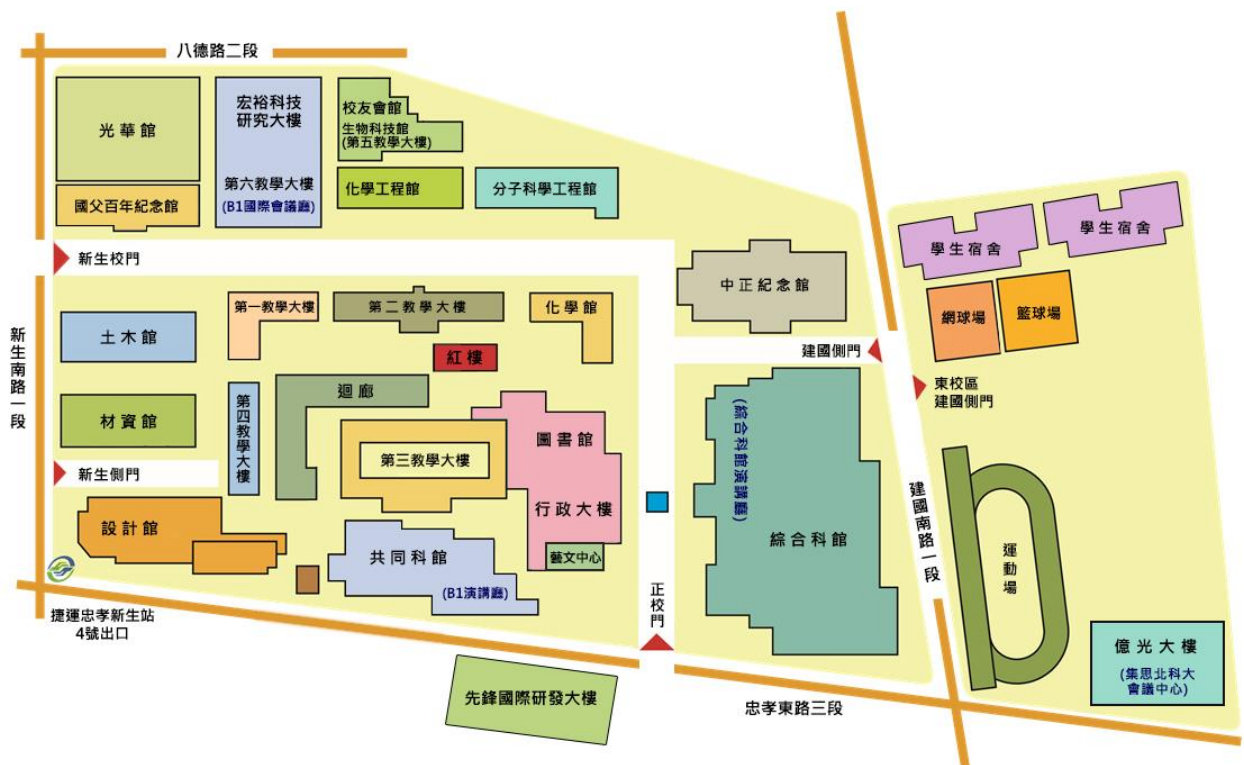 八德路二段
光華館
宏裕科技
研究大樓
校友會館
生物科技館
(第五教學大樓)
國父百年紀念館
第六教學大樓
(B1國際會議廳)
化學工程館
分子科學工程館
學生宿舍
學生宿舍
新生校門
中正紀念館
第一教學大樓
第二教學大樓
化學館
網球場
籃球場
新生南路一段
土木館
紅樓
建國側門
東校區
建國側門
迴廊
第四教學大樓
材資館
圖書館
(綜合科館演講廳)
第三教學大樓
新生側門
行政大樓
建國南路一段
設計館
綜合科館
運動場
共同科館
藝文中心
(B1演講廳)
正校門
捷運忠孝新生站
4號出口
億光大樓
(集思北科大
會議中心)
先鋒國際研發大樓
忠孝東路三段